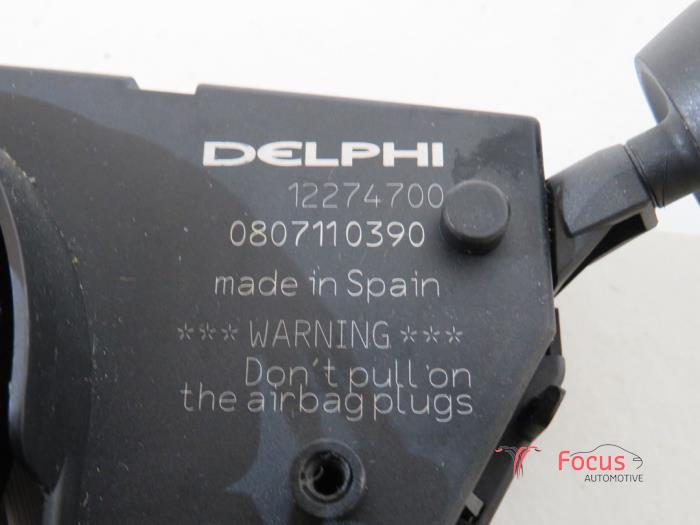 DELPHI
12274700
0807110390
made in Spain
*** WARNING ***
Don't pull on
the airbag plugs
Focus
AUTOMOTIVE